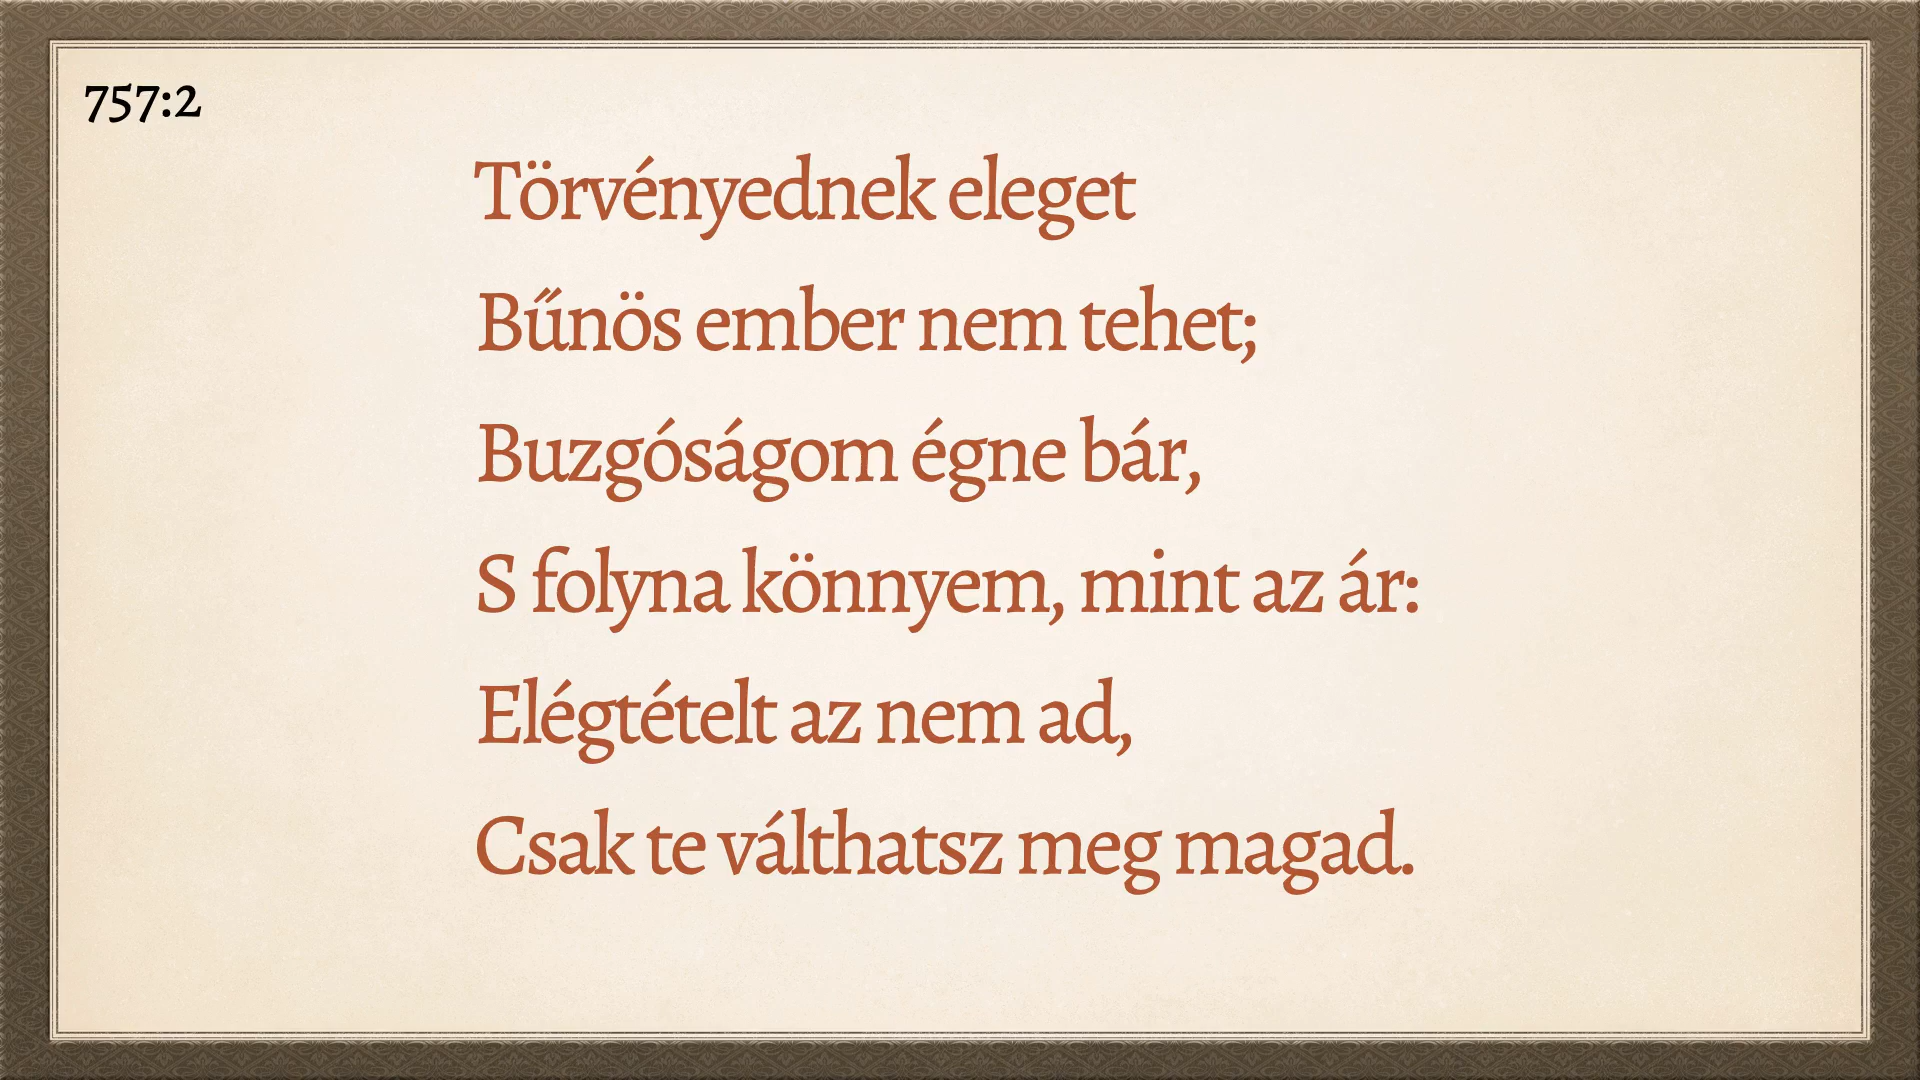 757:2
Törvényednek eleget
Bűnös ember nem tehet;
Buzgóságom égne bár,
S folyna könnyem, mint az ár:
Elégtételt az nem ad,
Csak te válthatsz meg magad.